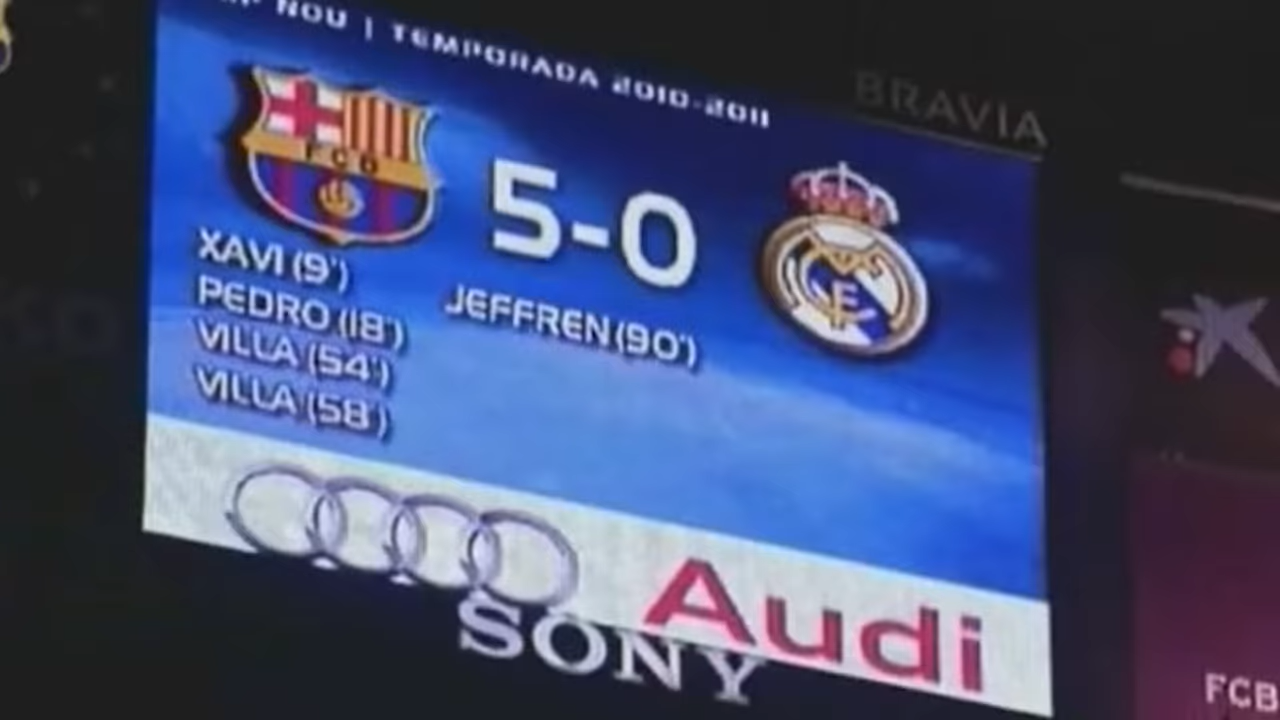 NOU | TEMPORADA 2010-2011
BRAVIA
FCB
5-0
XAVI (9')
PEDRO (18')
VILLA (54')
VILLA (58')
JEFFREN (90')
Audi
SONY
FCB